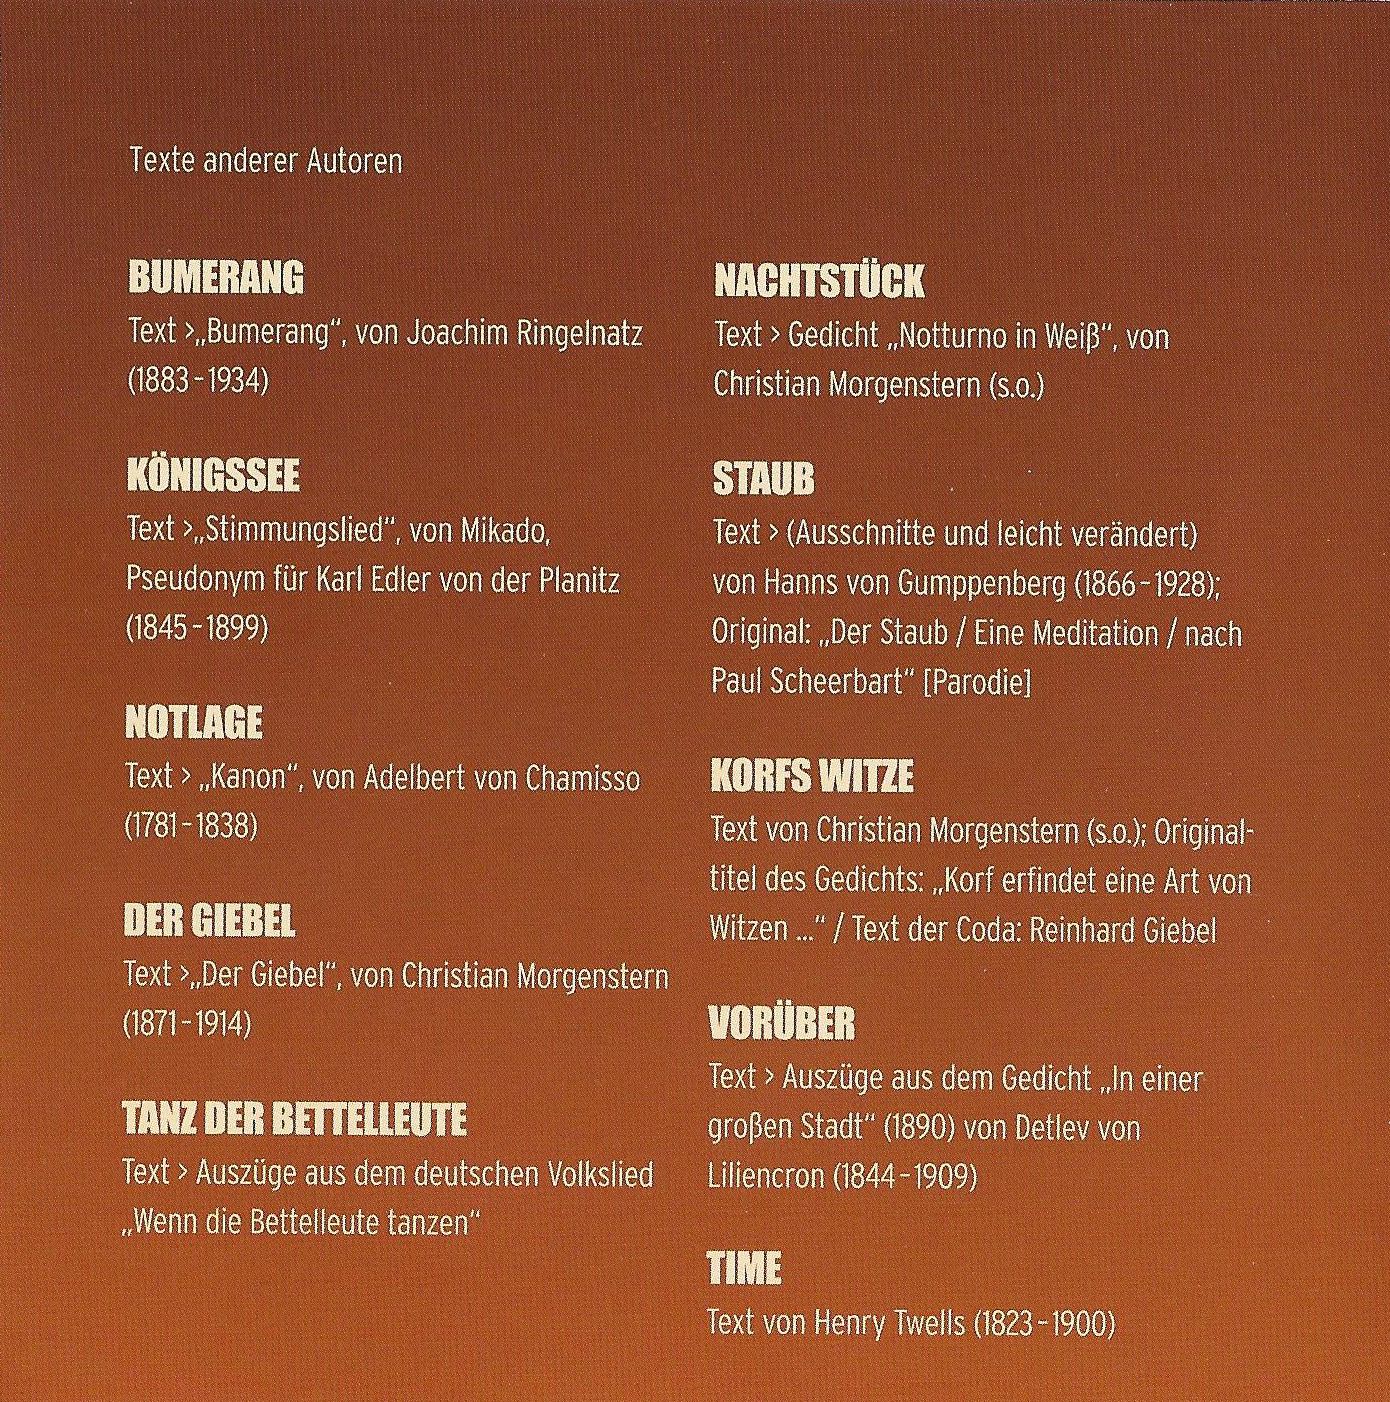 Texte anderer Autoren
BUMERANG
Text >„Bumerang“, von Joachim Ringelnatz
(1883-1934)
KÖNIGSSEE
Text >„Stimmungslied“, von Mikado,
Pseudonym für Karl Edler von der Planitz
(1845-1899)
NOTLAGE
Text > „Kanon“, von Adelbert von Chamisso
(1781-1838)
DER GIEBEL
Text >„Der Giebel“, von Christian Morgenstern
(1871-1914)
TANZ DER BETTELLEUTE
Text > Auszüge aus dem deutschen Volkslied
„Wenn die Bettelleute tanzen“
NACHTSTÜCK
Text > Gedicht „Notturno in Weiß“, von
Christian Morgenstern (s.o.)
STAUB
Text > (Ausschnitte und leicht verändert)
von Hanns von Gumppenberg (1866-1928);
Original: „Der Staub / Eine Meditation / nach
Paul Scheerbart“ [Parodie]
KORFS WITZE
Text von Christian Morgenstern (s.o.); Original-
titel des Gedichts: „Korf erfindet eine Art von
Witzen ...“ / Text der Coda: Reinhard Giebel
VORÜBER
Text > Auszüge aus dem Gedicht „In einer
großen Stadt“ (1890) von Detlev von
Liliencron (1844-1909)
TIME
Text von Henry Twells (1823-1900)